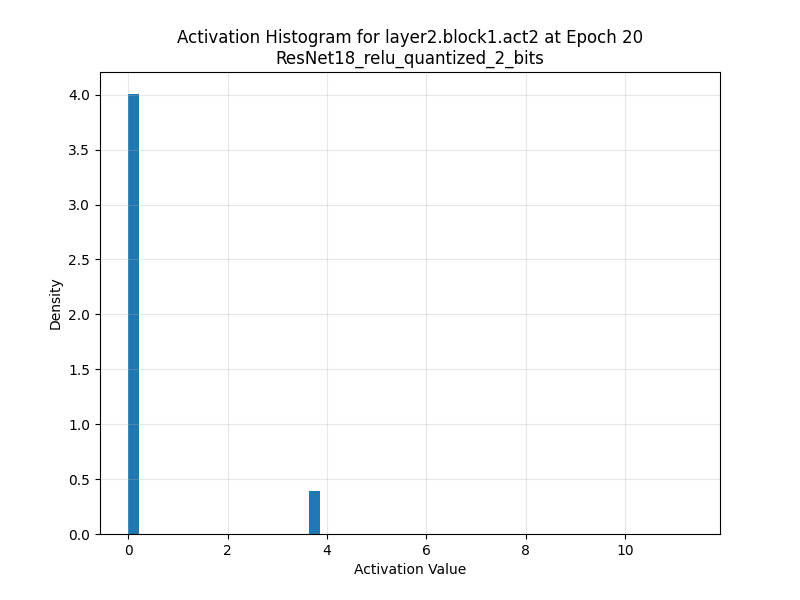 Activation Histogram for layer2.block1.act2 at Epoch 20
ResNet18_relu_quantized_2_bits
4.0
3.5
3.0
2.5
2.0
1.5
1.0
0.5
0.0
Density
0 2 4 6 8 10
Activation Value